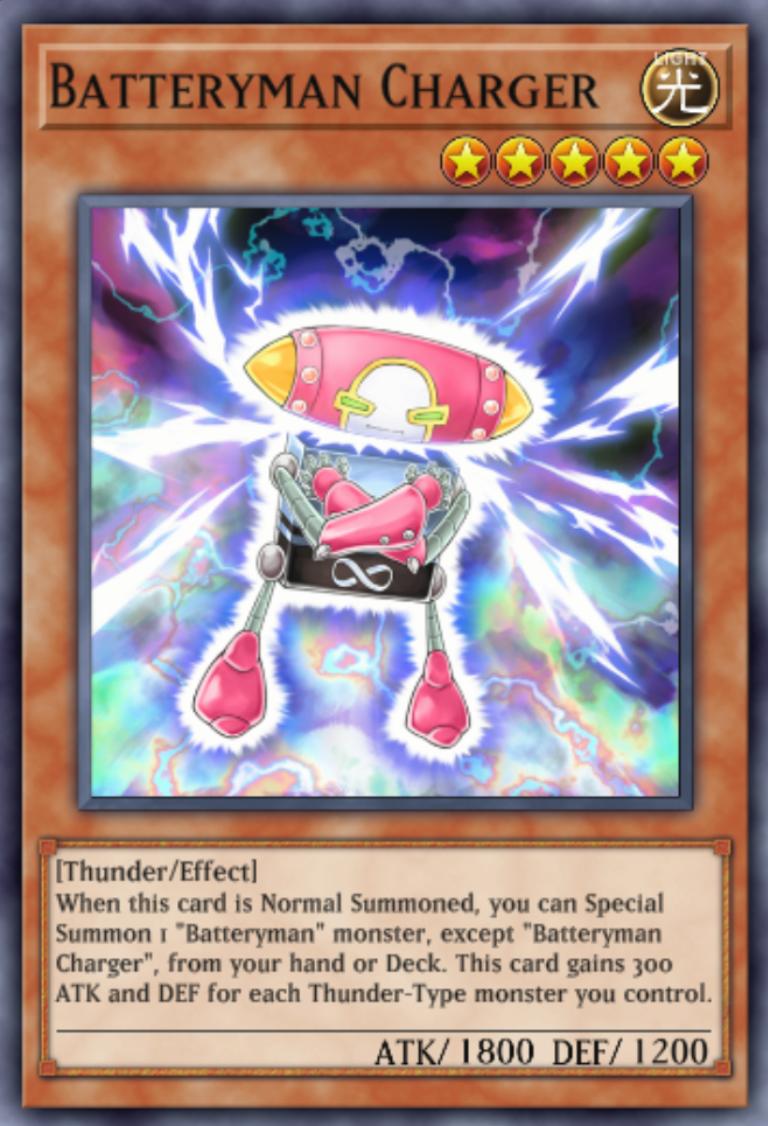 Batteryman Charger
LIGHT
光
[Thunder/Effect]
When this card is Normal Summoned, you can Special
Summon 1 "Batteryman" monster, except "Batteryman
Charger", from your hand or Deck. This card gains 300
ATK and DEF for each Thunder-Type monster you control.
ATK/ 1800 DEF/ 1200